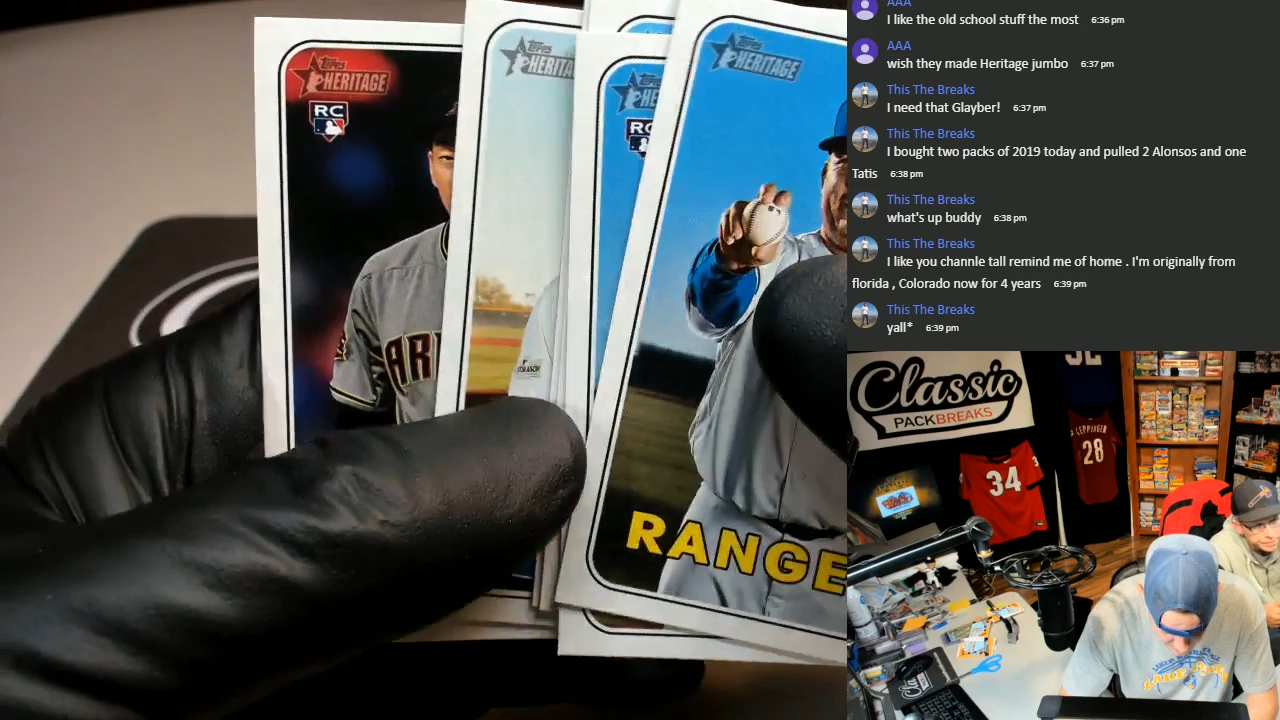 AAA
I like the old school stuff the most 6:36 pm
AAA
wish they made Heritage jumbo 6:37 pm
This The Breaks
I need that Glayber! 6:37 pm
This The Breaks
I bought two packs of 2019 today and pulled 2 Alonsos and one
Tatis 6:38 pm
This The Breaks
what's up buddy 6:38 pm
This The Breaks
I like you channle tall remind me of home . I'm originally from
florida , Colorado now for 4 years 6:39 pm
This The Breaks
yall* 6:39 pm
TOPPS
HERITAGE
RC
AR
TOPPS
HERITA
RC
TOPPS
HERITAGE
RANGE
Classic
PACKBREAKS
34
LEPPINGER
28